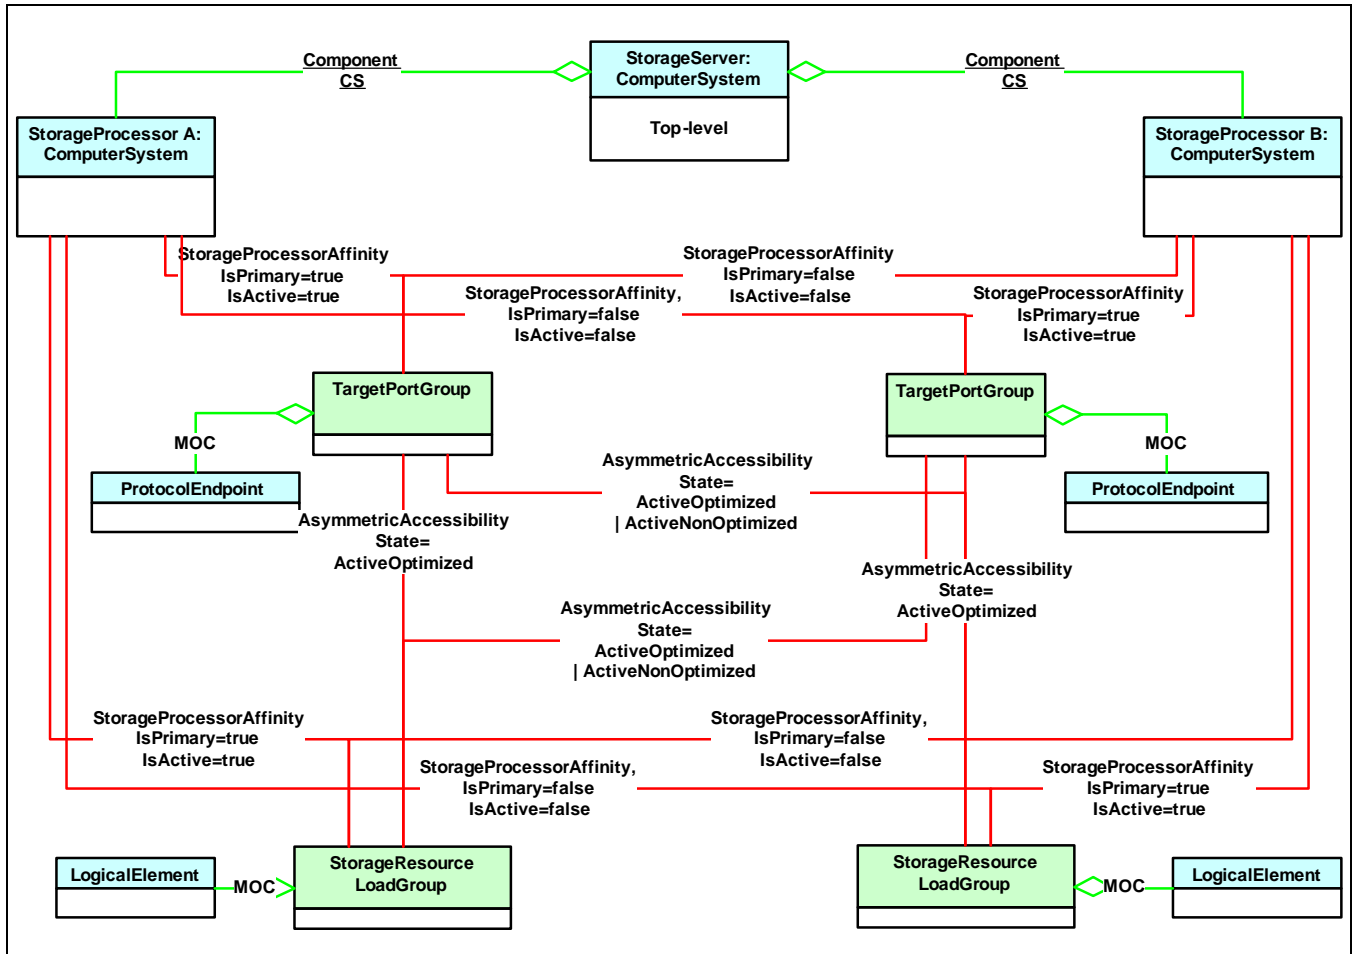 Component
CS
StorageServer:
ComputerSystem
Top-level
Component
CS
StorageProcessor A:
ComputerSystem
StorageProcessor B:
ComputerSystem
StorageProcessorAffinity
IsPrimary=true
IsActive=true
StorageProcessorAffinity
IsPrimary=false
IsActive=false
StorageProcessorAffinity,
IsPrimary=false
IsActive=false
StorageProcessorAffinity
IsPrimary=true
IsActive=true
TargetPortGroup
TargetPortGroup
MOC
MOC
ProtocolEndpoint
ProtocolEndpoint
AsymmetricAccessibility
State=
ActiveOptimized
| ActiveNonOptimized
AsymmetricAccessibility
State=
ActiveOptimized
AsymmetricAccessibility
State=
ActiveOptimized
AsymmetricAccessibility
State=
ActiveOptimized
| ActiveNonOptimized
StorageProcessorAffinity
IsPrimary=true
IsActive=true
StorageProcessorAffinity,
IsPrimary=false
IsActive=false
StorageProcessorAffinity,
IsPrimary=false
IsActive=false
StorageProcessorAffinity
IsPrimary=true
IsActive=true
LogicalElement
MOC
StorageResource
LoadGroup
StorageResource
LoadGroup
MOC
LogicalElement